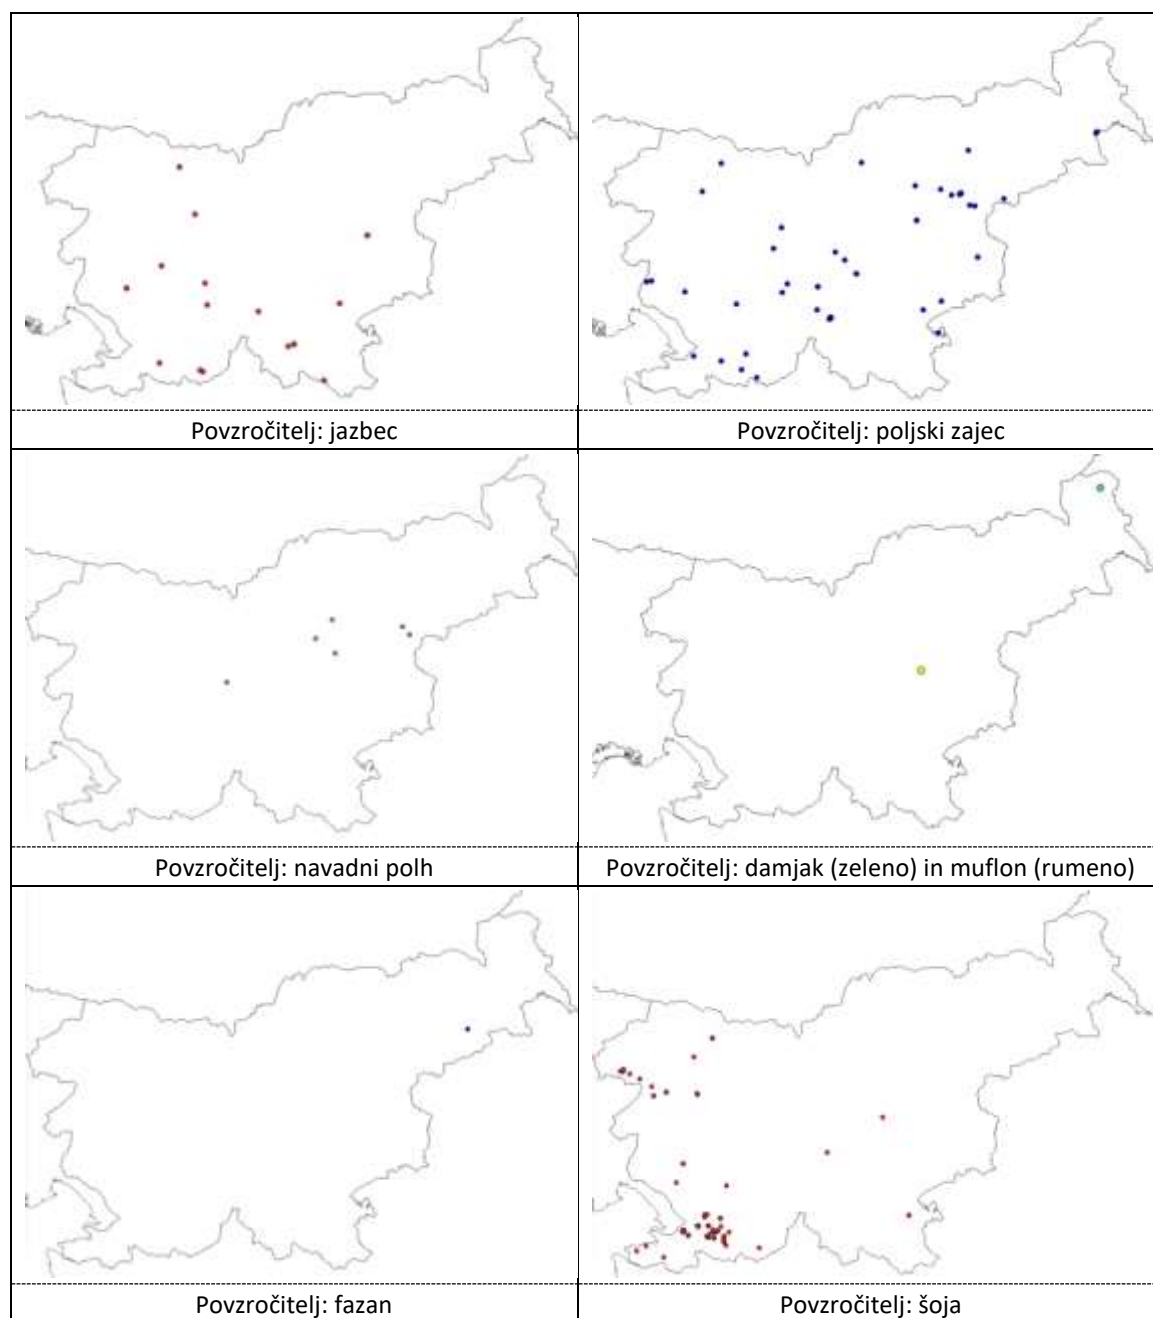 Povzročitelj: jazbec
Povzročitelj: poljski zajec
Povzročitelj: navadni polh
Povzročitelj: damjak (zeleno) in muflon (rumeno)
Povzročitelj: fazan
Povzročitelj: šoja